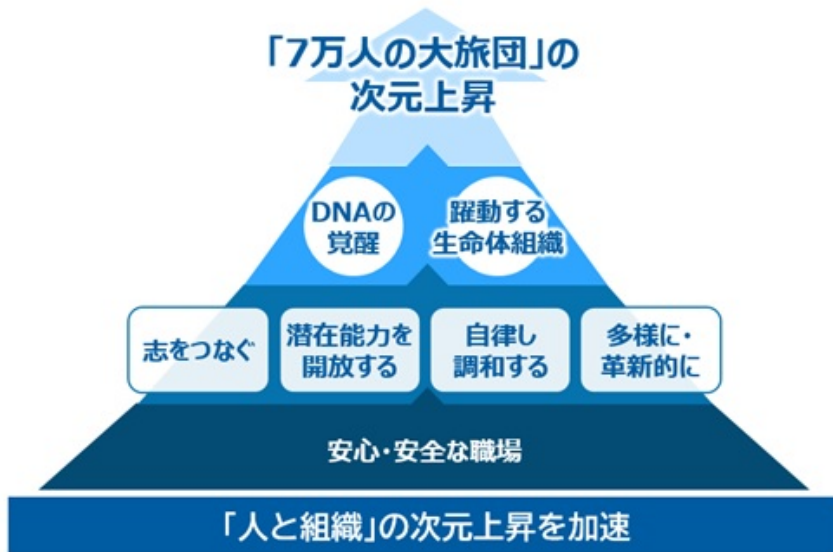 「7万人の大旅団」の
次元上昇
DNAの
覚醒
躍動する
生命体組織
志をつなぐ
潜在能力を
開放する
自律し
調和する
多様に・
革新的に
安心・安全な職場
「人と組織」の次元上昇を加速